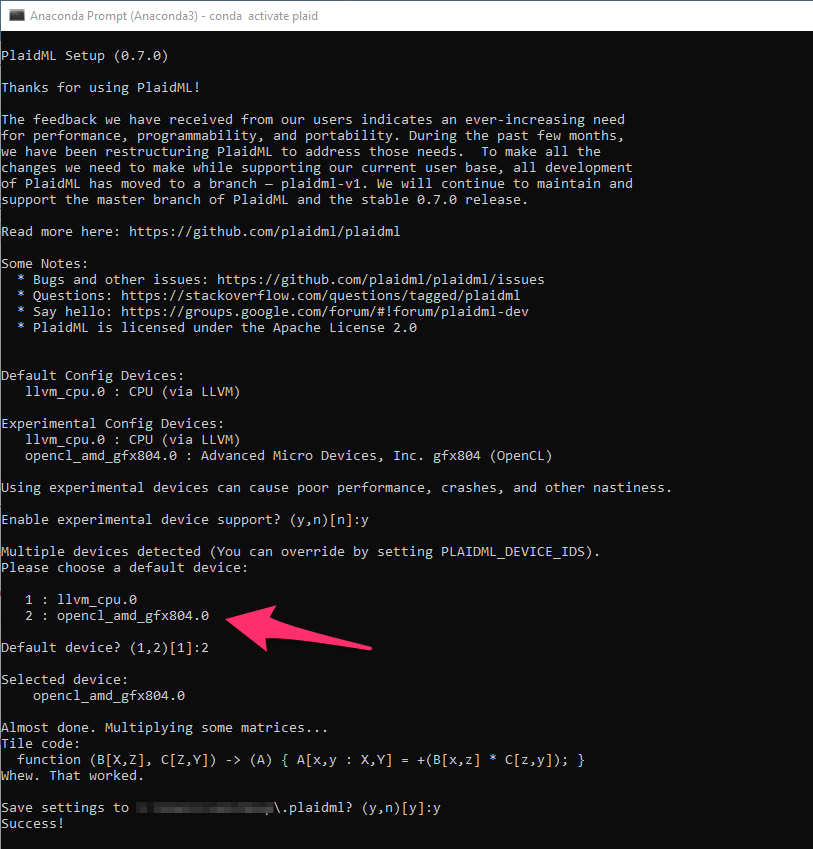 Anaconda Prompt (Anaconda3) - conda  activate plaid
PlaidML Setup (0.7.0)
Thanks for using PlaidML!
The feedback we have received from our users indicates an ever-increasing need
for performance, programmability, and portability. During the past few months,
we have been restructuring PlaidML to address those needs.  To make all the
changes we need to make while supporting our current user base, all development
of PlaidML has moved to a branch — plaidml-v1. We will continue to maintain and
support the master branch of PlaidML and the stable 0.7.0 release.
Read more here: https://github.com/plaidml/plaidml
Some Notes:
  * Bugs and other issues: https://github.com/plaidml/plaidml/issues
  * Questions: https://stackoverflow.com/questions/tagged/plaidml
  * Say hello: https://groups.google.com/forum/#!forum/plaidml-dev
  * PlaidML is licensed under the Apache License 2.0
Default Config Devices:
   llvm_cpu.0 : CPU (via LLVM)
Experimental Config Devices:
   llvm_cpu.0 : CPU (via LLVM)
   opencl_amd_gfx804.0 : Advanced Micro Devices, Inc. gfx804 (OpenCL)
Using experimental devices can cause poor performance, crashes, and other nastiness.
Enable experimental device support? (y,n)[n]:y
Multiple devices detected (You can override by setting PLAIDML_DEVICE_IDS).
Please choose a default device:
   1 : llvm_cpu.0
   2 : opencl_amd_gfx804.0
Default device? (1,2)[1]:2
Selected device:
    opencl_amd_gfx804.0
Almost done. Multiplying some matrices...
Tile code:
  function (B[X,Z], C[Z,Y]) -> (A) { A[x,y : X,Y] = +(B[x,z] * C[z,y]); }
Whew. That worked.
Save settings to \.plaidml? (y,n)[y]:y
Success!